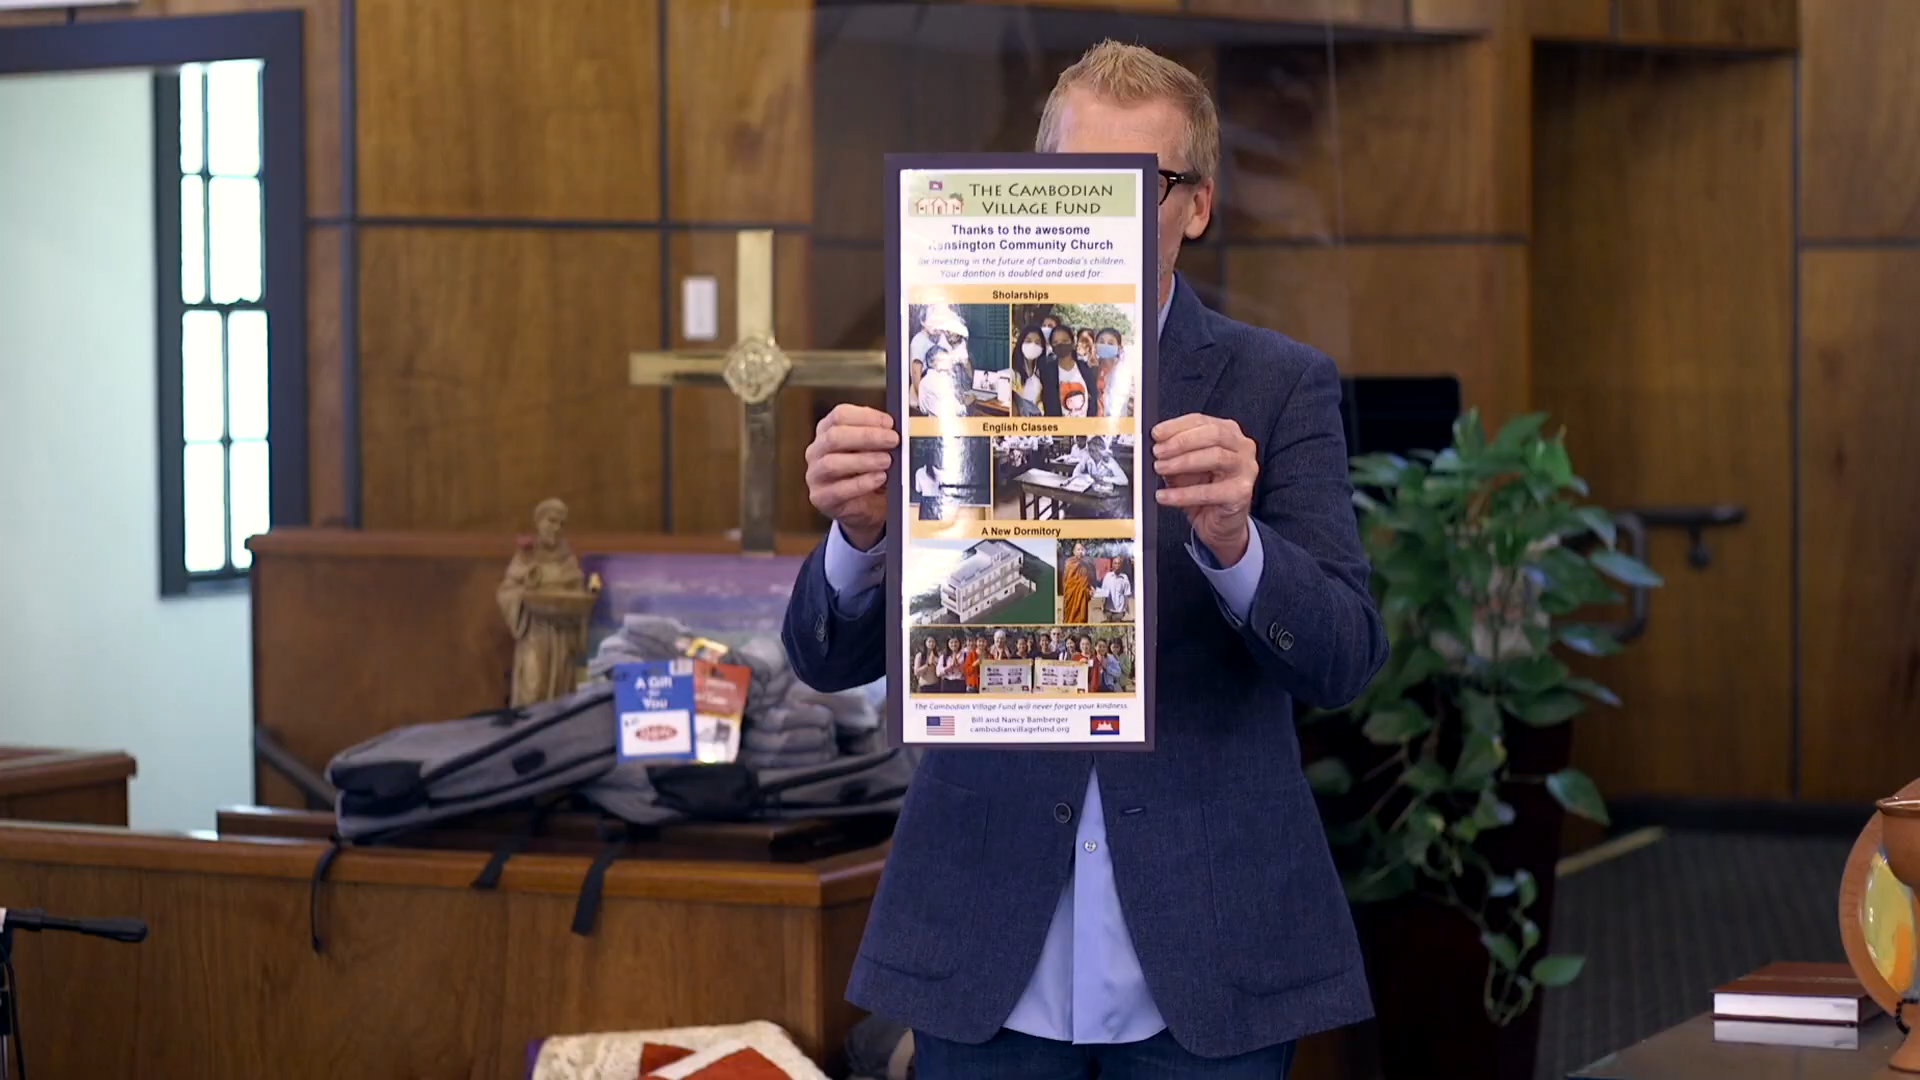 THE CAMBODIAN
VILLAGE FUND
Thanks to the awesome
Kensington Community Church
for investing in the future of Cambodia's children.
Your dontion is doubled and used for:
Sholarships
English Classes
A New Dormitory
The Cambodian Village Fund will never forget your kindness.
Bill and Nancy Bamberger
cambodianvillagefund.org
A Gift
for
You